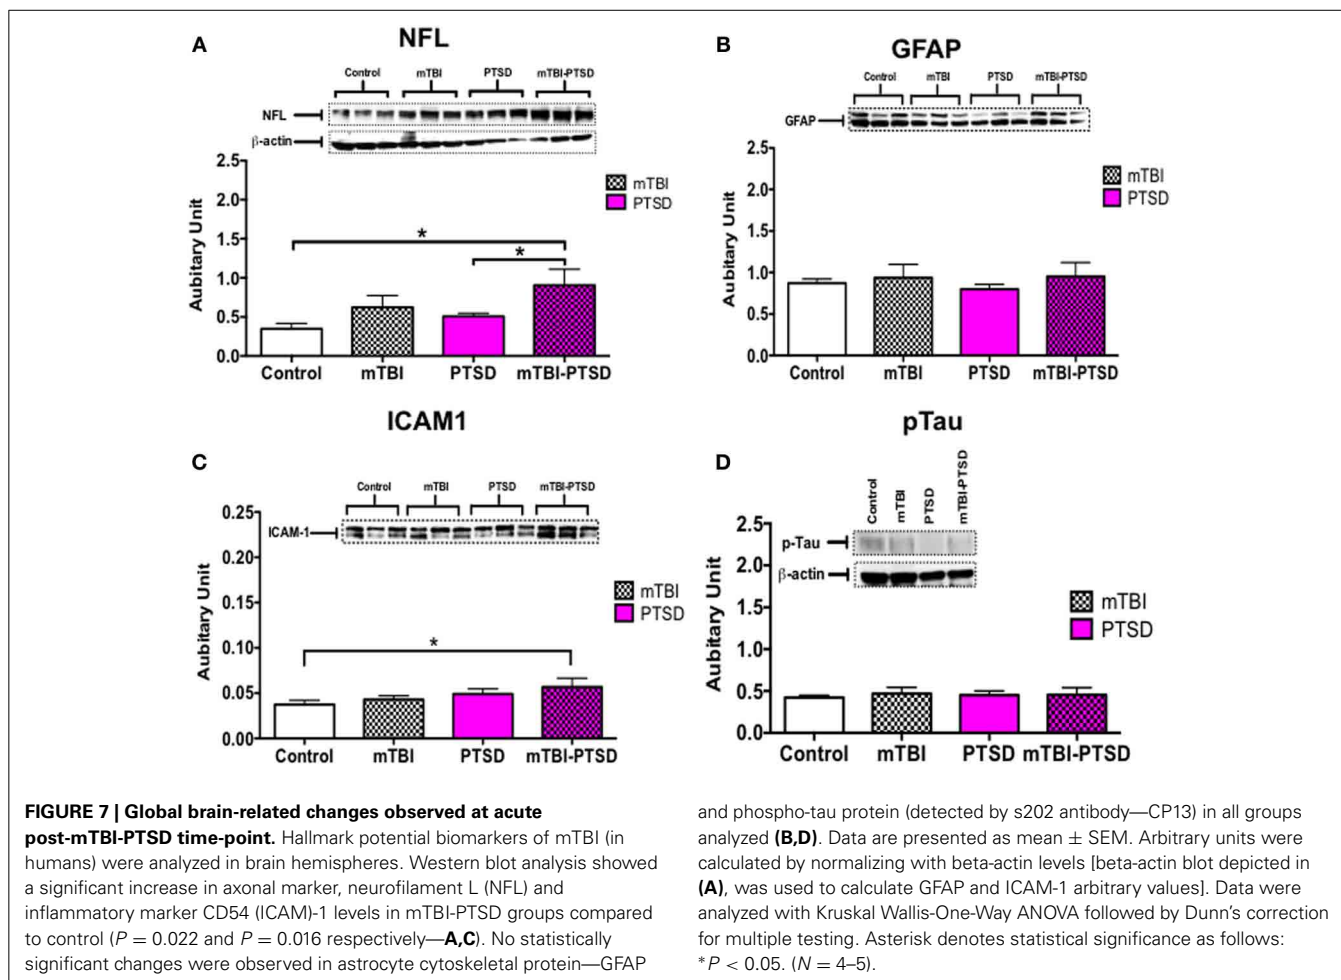 A
NFL
Control mTBI PTSD mTBI-PTSD
NFL
β-actin
2.5
2.0
1.5
1.0
0.5
0.0
Aubitary Unit
*
*
mTBI
PTSD
Control mTBI PTSD mTBI-PTSD
B
GFAP
Control mTBI PTSD mTBI-PTSD
GFAP
2.5
2.0
1.5
1.0
0.5
0.0
Aubitary Unit
mTBI
PTSD
Control mTBI PTSD mTBI-PTSD
C
ICAM1
Control mTBI PTSD mTBI-PTSD
ICAM-1
0.25
0.20
0.15
0.10
0.05
0.00
Aubitary Unit
*
mTBI
PTSD
Control mTBI PTSD mTBI-PTSD
D
pTau
Control mTBI PTSD mTBI-PTSD
p-Tau
β-actin
2.5
2.0
1.5
1.0
0.5
0.0
Aubitary Unit
mTBI
PTSD
Control mTBI PTSD mTBI-PTSD
FIGURE 7 | Global brain-related changes observed at acute
post-mTBI-PTSD time-point. Hallmark potential biomarkers of mTBI (in
humans) were analyzed in brain hemispheres. Western blot analysis showed
a significant increase in axonal marker, neurofilament L (NFL) and
inflammatory marker CD54 (ICAM)-1 levels in mTBI-PTSD groups compared
to control (P = 0.022 and P = 0.016 respectively—A,C). No statistically
significant changes were observed in astrocyte cytoskeletal protein—GFAP
and phospho-tau protein (detected by s202 antibody—CP13) in all groups
analyzed (B,D). Data are presented as mean ± SEM. Arbitrary units were
calculated by normalizing with beta-actin levels [beta-actin blot depicted in
(A), was used to calculate GFAP and ICAM-1 arbitrary values]. Data were
analyzed with Kruskal Wallis-One-Way ANOVA followed by Dunn's correction
for multiple testing. Asterisk denotes statistical significance as follows:
*P < 0.05. (N = 4–5).